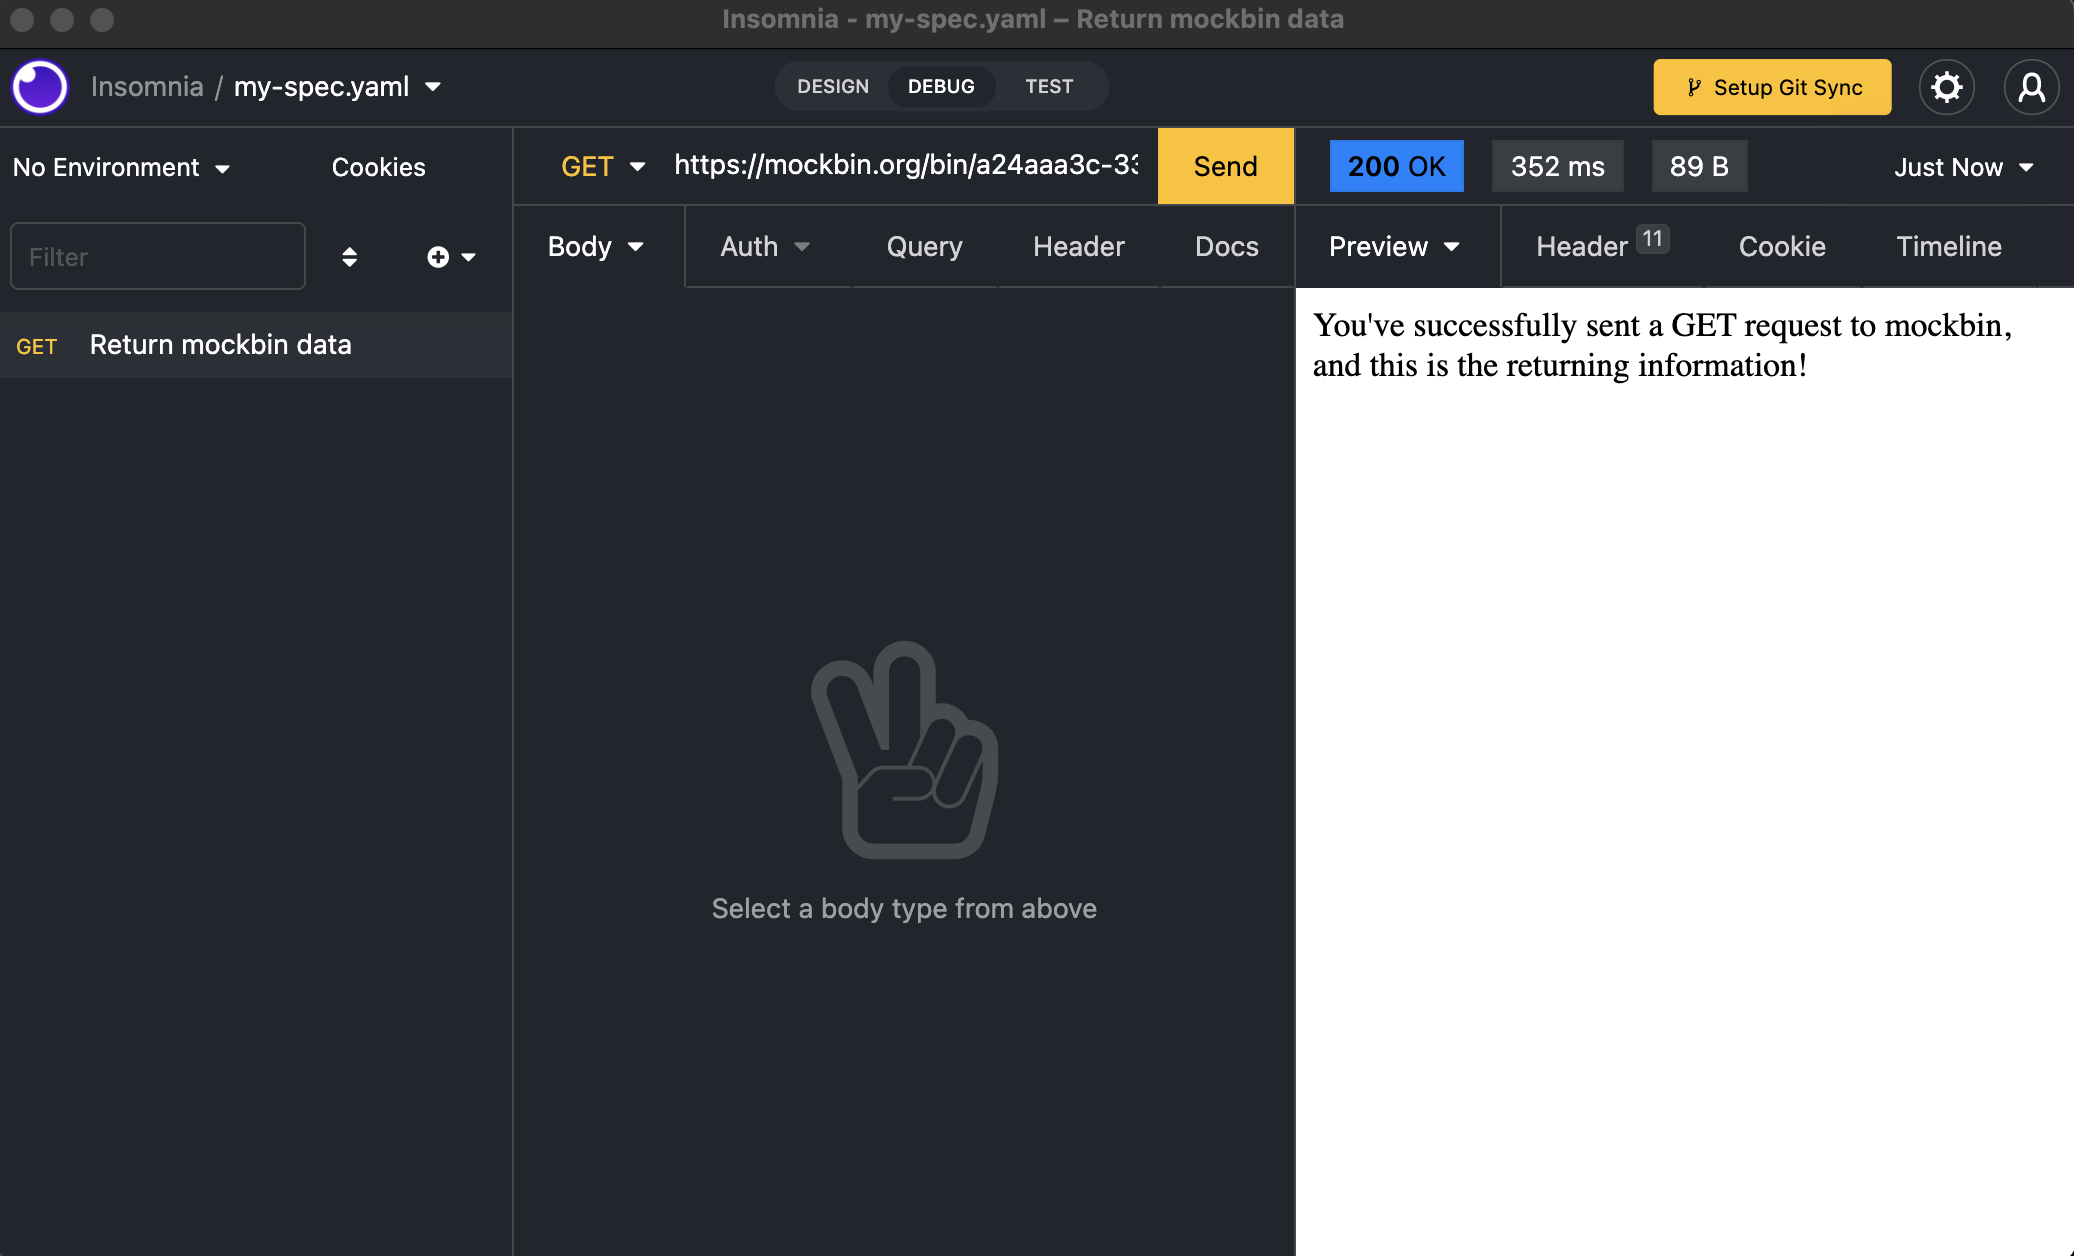 Insomnia - my-spec.yaml – Return mockbin data
Insomnia / my-spec.yaml
DESIGN DEBUG TEST
Setup Git Sync
No Environment Cookies
GET https://mockbin.org/bin/a24aaa3c-33 Send
200 OK 352 ms 89 B Just Now
Filter
Body Auth Query Header Docs
Preview Header 11 Cookie Timeline
GET Return mockbin data
You've successfully sent a GET request to mockbin,
and this is the returning information!
Select a body type from above